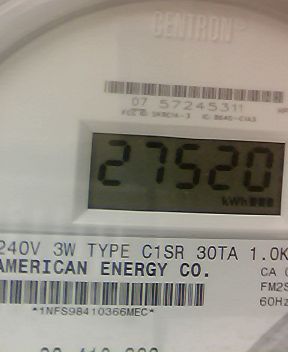 CENTRON
07 57245311
27520
kWh
240V 3W TYPE C1SR 30TA 1.0K
AMERICAN ENERGY CO.
CA
FM2S
60Hz
*1NFS98410366MEC*